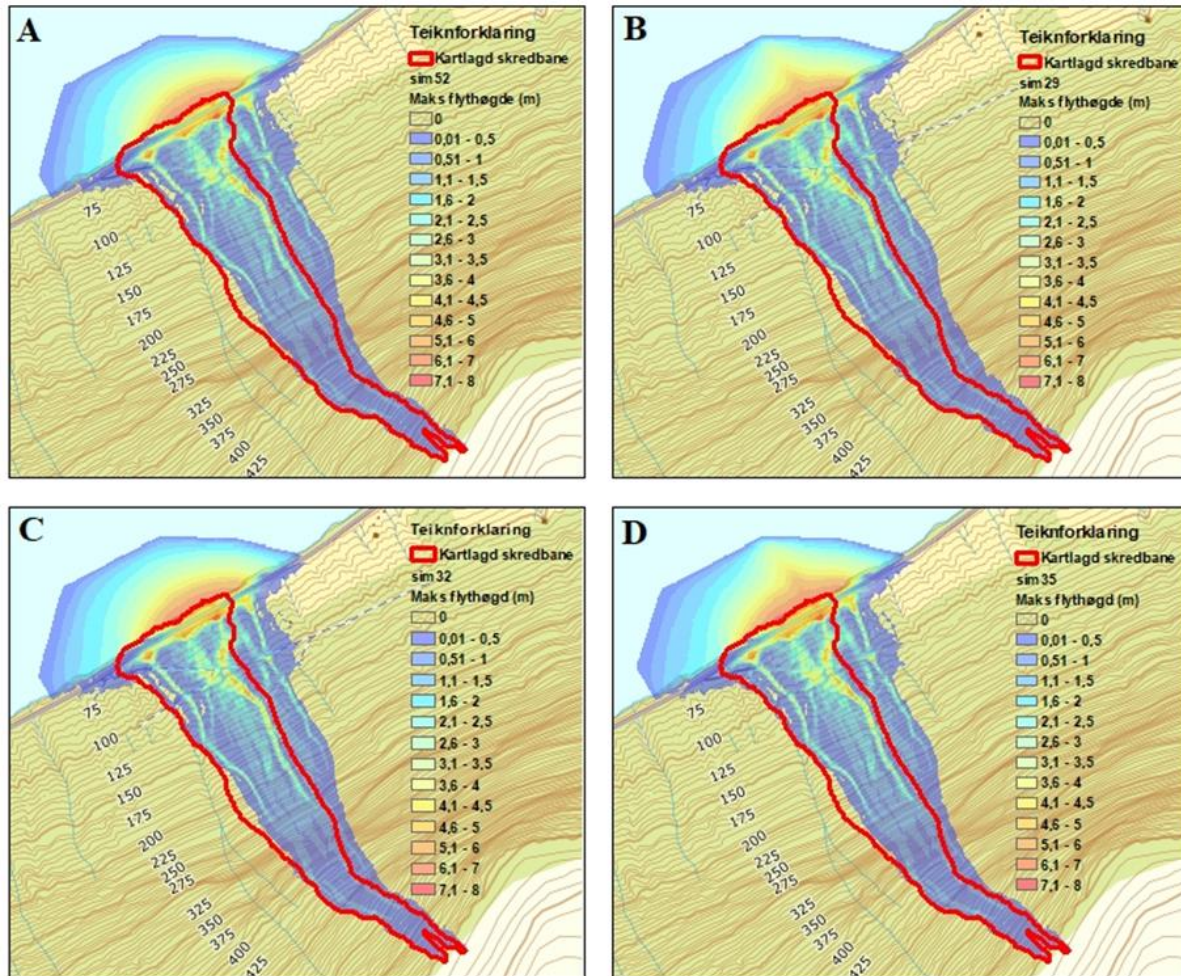 A
Teiknforklaring
Kartlagd skredbane
sim 52
Maks flythøgde (m)
0
0,01 - 0,5
0,51 - 1
1,1 - 1,5
1,6 - 2
2,1 - 2,5
2,6 - 3
3,1 - 3,5
3,6 - 4
4,1 - 4,5
4,6 - 5
5,1 - 6
6,1 - 7
7,1 - 8
75
100
125
150
175
200
225
275
325
350
375
400
425
B
Teiknforklaring
Kartlagd skredbane
sim 29
Maks flythøgde (m)
0
0,01 - 0,5
0,51 - 1
1,1 - 1,5
1,6 - 2
2,1 - 2,5
2,6 - 3
3,1 - 3,5
3,6 - 4
4,1 - 4,5
4,6 - 5
5,1 - 6
6,1 - 7
7,1 - 8
75
100
125
150
175
200
225
275
325
350
375
400
425
C
Teiknforklaring
Kartlagd skredbane
sim 32
Maks flythøgd (m)
0
0,01 - 0,5
0,51 - 1
1,1 - 1,5
1,6 - 2
2,1 - 2,5
2,6 - 3
3,1 - 3,5
3,6 - 4
4,1 - 4,5
4,6 - 5
5,1 - 6
6,1 - 7
7,1 - 8
75
100
125
150
175
200
225
275
325
350
375
400
425
D
Teiknforklaring
Kartlagd skredbane
sim 35
Maks flythøgd (m)
0
0,01 - 0,5
0,51 - 1
1,1 - 1,5
1,6 - 2
2,1 - 2,5
2,6 - 3
3,1 - 3,5
3,6 - 4
4,1 - 4,5
4,6 - 5
5,1 - 6
6,1 - 7
7,1 - 8
75
100
125
150
175
200
225
275
325
350
375
400
425